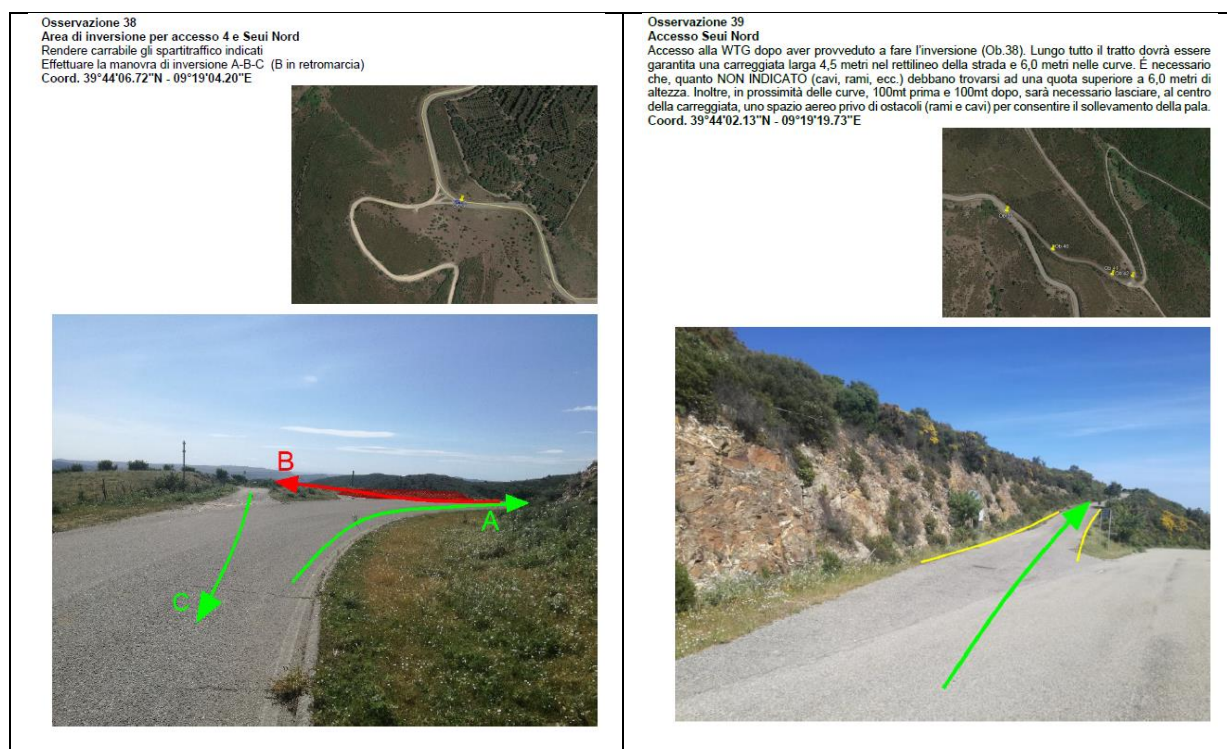 Osservazione 38
Area di inversione per accesso 4 e Seui Nord
Rendere carrabile gli spartitraffico indicati
Effettuare la manovra di inversione A-B-C (B in retromarcia)
Coord. 39°44'06.72"N - 09°19'04.20"E
B
A
C
Osservazione 39
Accesso Seui Nord
Accesso alla WTG dopo aver provveduto a fare l'inversione (Ob.38). Lungo tutto il tratto dovrà essere
garantita una carreggiata larga 4,5 metri nel rettilineo della strada e 6,0 metri nelle curve. É necessario
che, quanto NON INDICATO (cavi, rami, ecc.) debbano trovarsi ad una quota superiore a 6,0 metri di
altezza. Inoltre, in prossimità delle curve, 100mt prima e 100mt dopo, sarà necessario lasciare, al centro
della carreggiata, uno spazio aereo privo di ostacoli (rami e cavi) per consentire il sollevamento della pala.
Coord. 39°44'02.13"N - 09°19'19.73"E